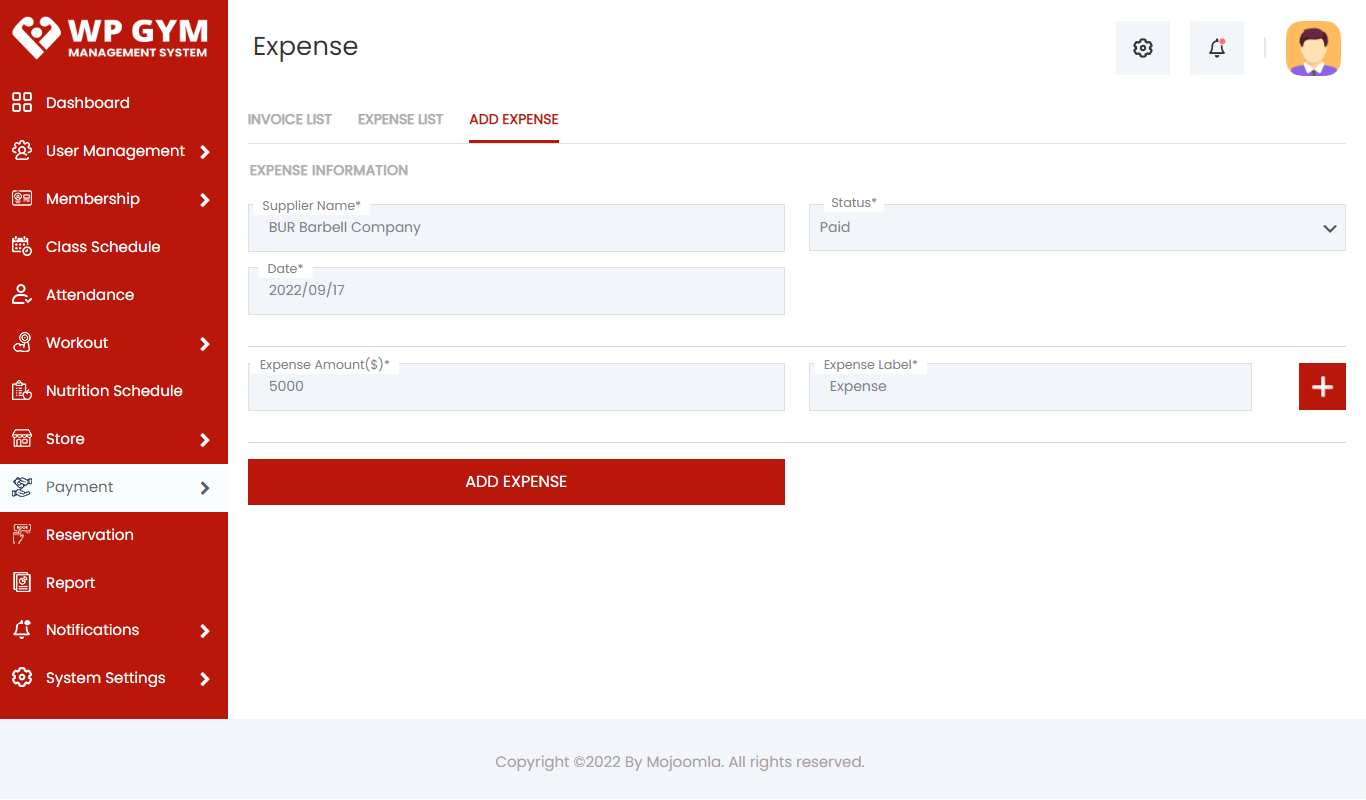 WP GYM
MANAGEMENT SYSTEM
Dashboard
User Management
Membership
Class Schedule
Attendance
Workout
Nutrition Schedule
Store
Payment
Reservation
Report
Notifications
System Settings
Expense
INVOICE LIST EXPENSE LIST ADD EXPENSE
EXPENSE INFORMATION
Supplier Name*
BUR Barbell Company
Status*
Paid
Date*
2022/09/17
Expense Amount($)*
5000
Expense Label*
Expense
ADD EXPENSE
Copyright ©2022 By Mojoomla. All rights reserved.